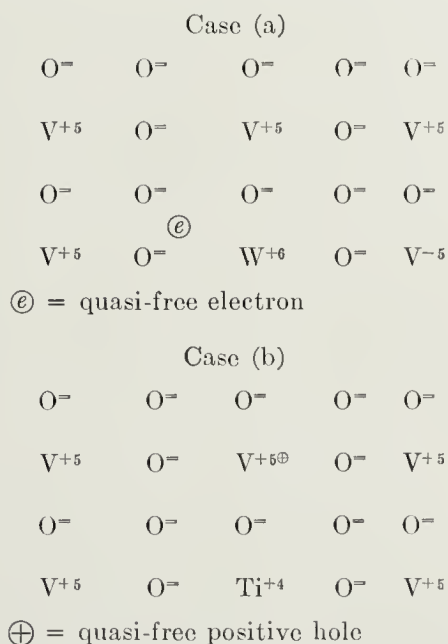 Case (a)
O⁼ O⁼ O⁼ O⁼ O⁼
V⁺⁵ O⁼ V⁺⁵ O⁼ V⁺⁵
O⁼ O⁼ O⁼ O⁼ O⁼
ⓔ
V⁺⁵ O⁼ W⁺⁶ O⁼ V⁻⁵
ⓔ = quasi-free electron
Case (b)
O⁼ O⁼ O⁼ O⁼ O⁼
V⁺⁵ O⁼ V⁺⁵⊕ O⁼ V⁺⁵
O⁼ O⁼ O⁼ O⁼ O⁼
V⁺⁵ O⁼ Ti⁺⁴ O⁼ V⁺⁵
⊕ = quasi-free positive hole